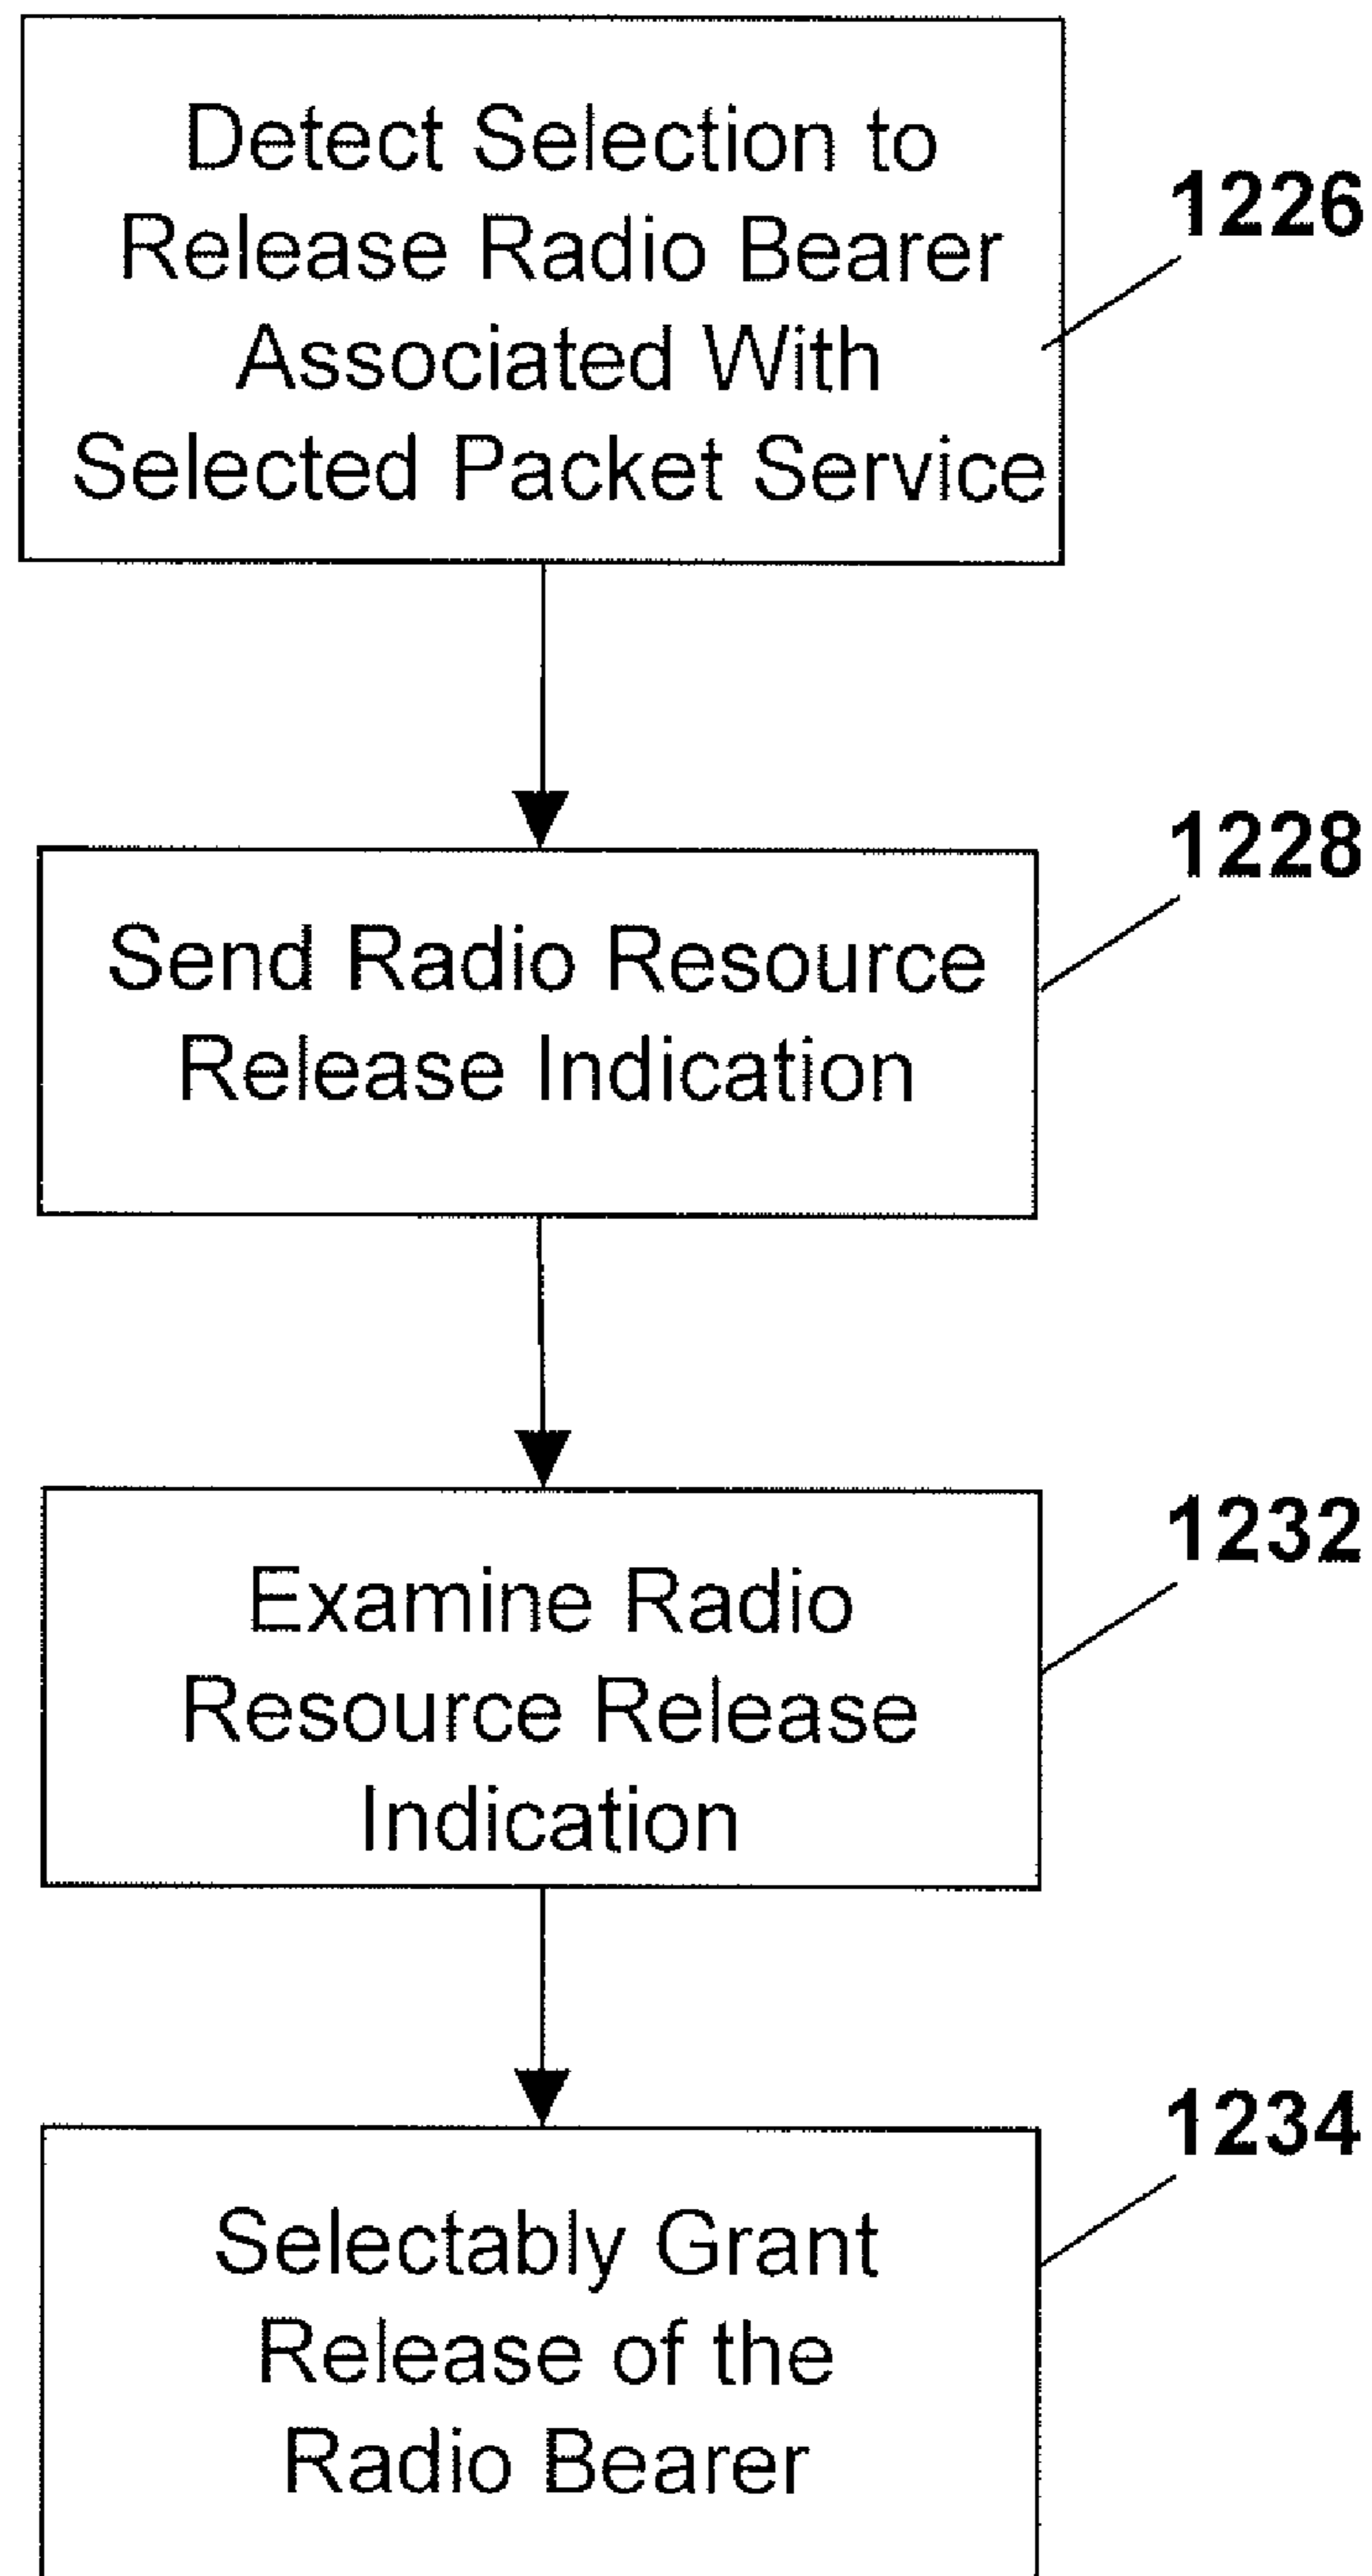 Detect Selection to
Release Radio Bearer
Associated With
Selected Packet Service
1226
Send Radio Resource
Release Indication
1228
Examine Radio
Resource Release
Indication
1232
Selectably Grant
Release of the
Radio Bearer
1234